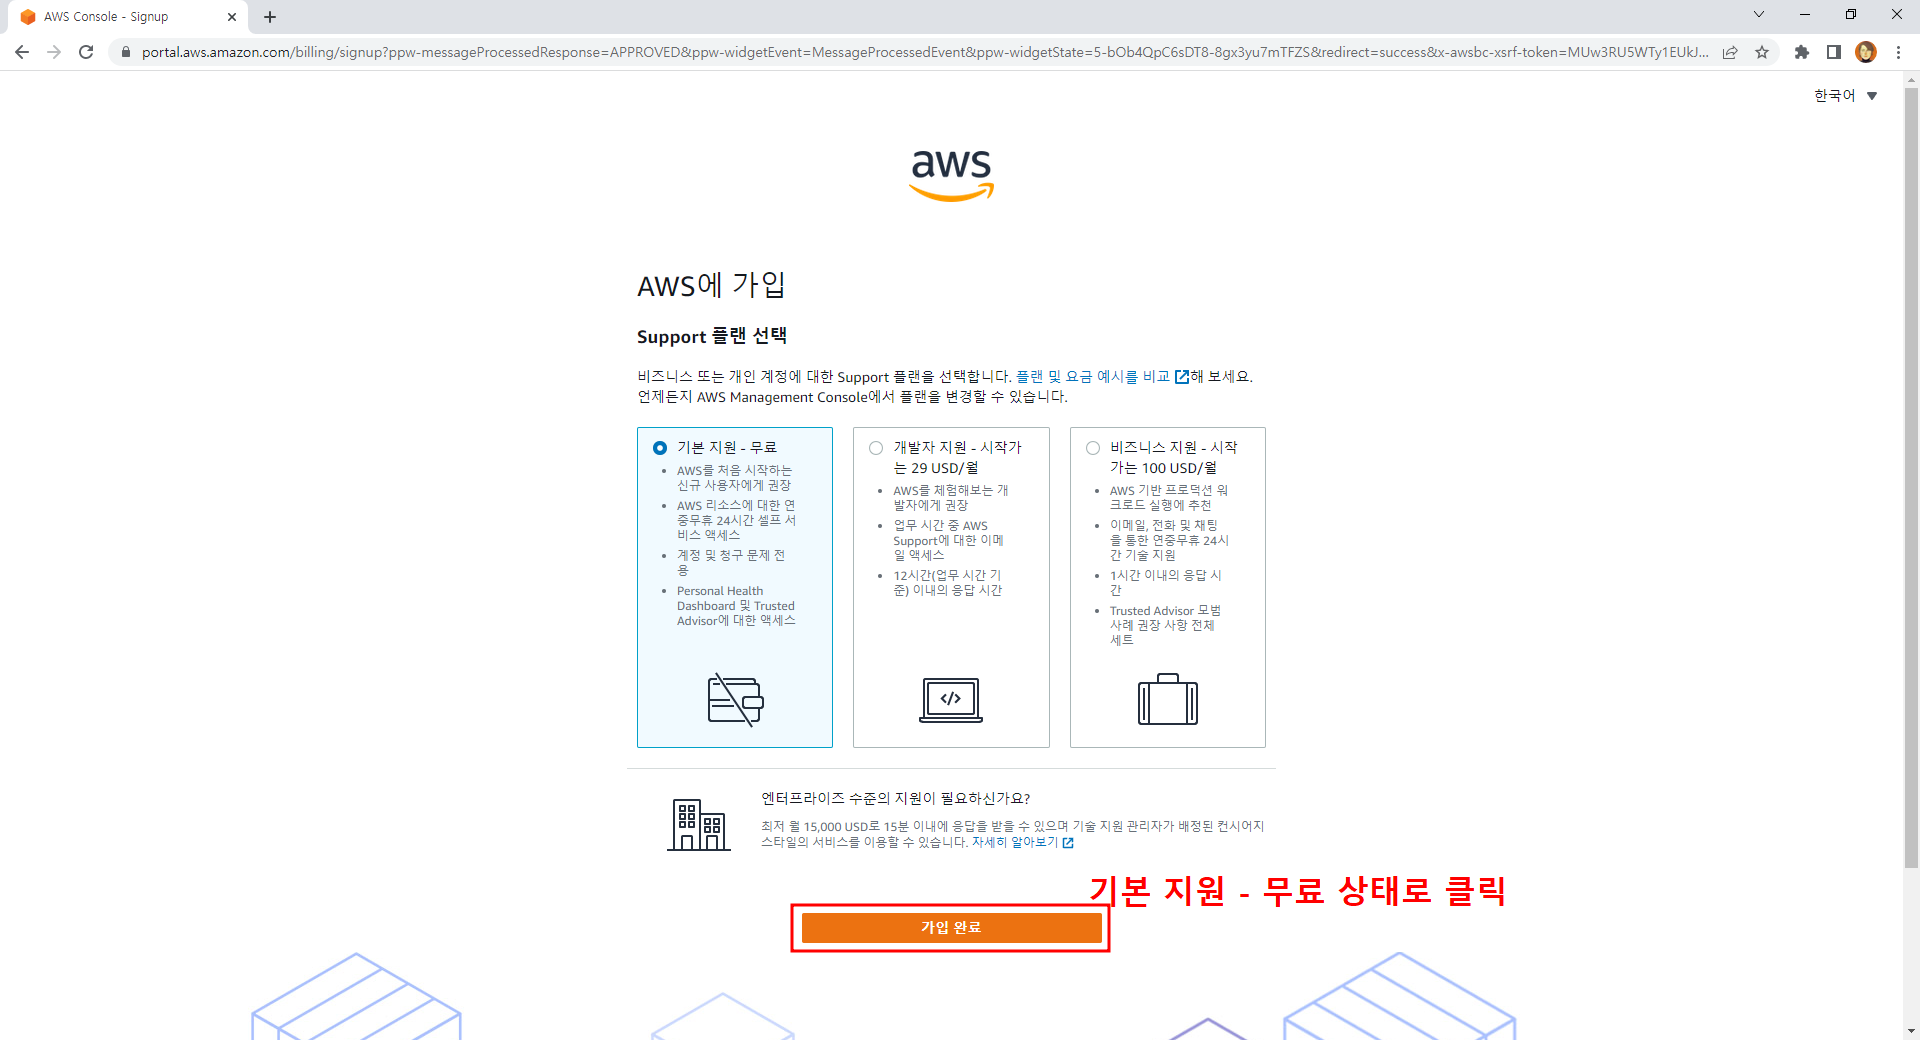 AWS Console - Signup
portal.aws.amazon.com/billing/signup?ppw-messageProcessedResponse=APPROVED&ppw-widgetEvent=MessageProcessedEvent&ppw-widgetState=5-bOb4QpC6sDT8-8gx3yu7mTFZS&redirect=success&x-awsbc-xsrf-token=MUw3RU5WTy1EUkJ...
한국어
aws
AWS에 가입
Support 플랜 선택
비즈니스 또는 개인 계정에 대한 Support 플랜을 선택합니다. 플랜 및 요금 예시를 비교 해 보세요.
언제든지 AWS Management Console에서 플랜을 변경할 수 있습니다.
기본 지원 - 무료
• AWS를 처음 시작하는
신규 사용자에게 권장
• AWS 리소스에 대한 연
중무휴 24시간 셀프 서
비스 액세스
• 계정 및 청구 문제 전
용
• Personal Health
Dashboard 및 Trusted
Advisor에 대한 액세스
개발자 지원 - 시작가
는 29 USD/월
• AWS를 체험해보는 개
발자에게 권장
• 업무 시간 중 AWS
Support에 대한 이메
일 액세스
• 12시간(업무 시간 기
준) 이내의 응답 시간
</>
비즈니스 지원 - 시작
가는 100 USD/월
• AWS 기반 프로덕션 워
크로드 실행에 추천
• 이메일, 전화 및 채팅
을 통한 연중무휴 24시
간 기술 지원
• 1시간 이내의 응답 시
간
• Trusted Advisor 모범
사례 권장 사항 전체
세트
엔터프라이즈 수준의 지원이 필요하신가요?
최저 월 15,000 USD로 15분 이내에 응답을 받을 수 있으며 기술 지원 관리자가 배정된 컨시어지
스타일의 서비스를 이용할 수 있습니다. 자세히 알아보기
기본 지원 - 무료 상태로 클릭
가입 완료